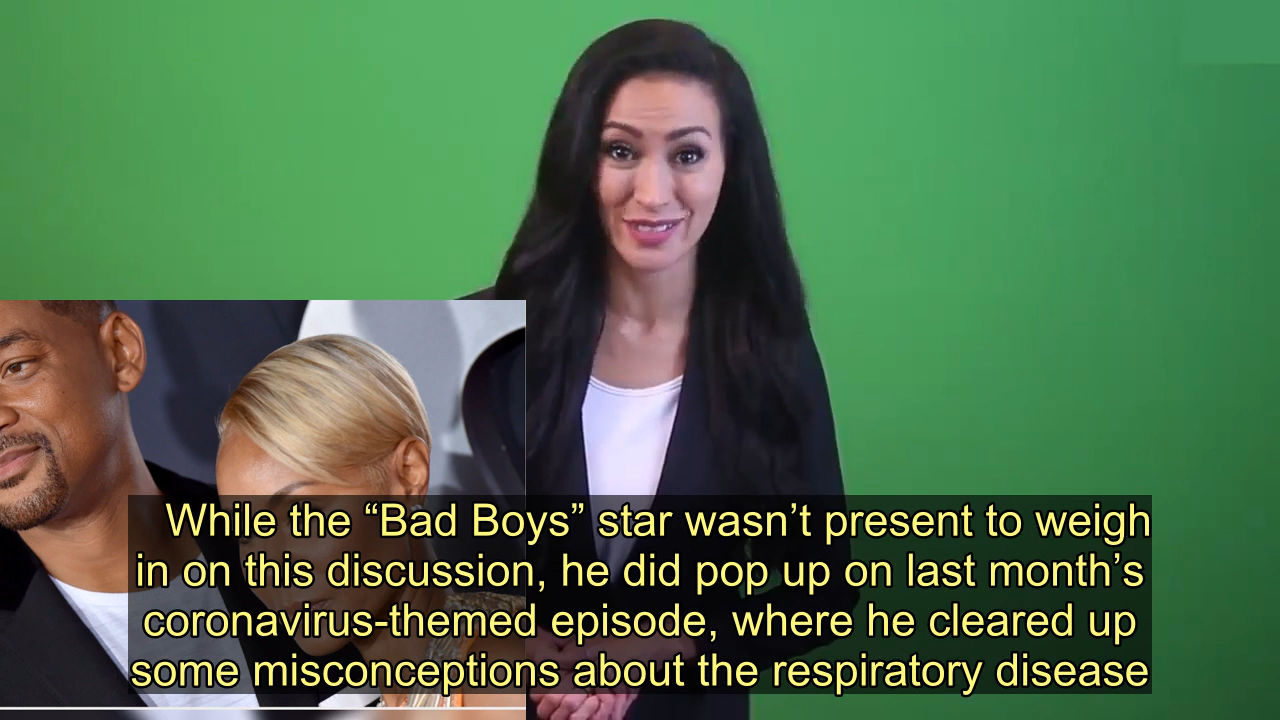 While the “Bad Boys” star wasn’t present to weigh
in on this discussion, he did pop up on last month’s
coronavirus-themed episode, where he cleared up
some misconceptions about the respiratory disease